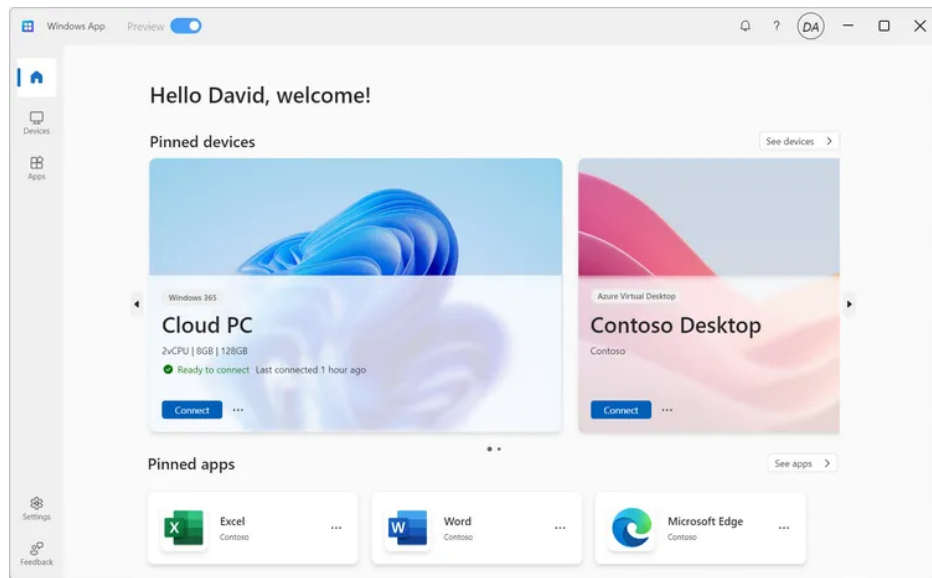 Windows App
Preview
?
DA
Devices
Apps
Hello David, welcome!
Pinned devices
See devices
Windows 365
Cloud PC
2vCPU | 8GB | 128GB
Ready to connect Last connected 1 hour ago
Connect
Azure Virtual Desktop
Contoso Desktop
Contoso
Connect
Pinned apps
See apps
X
Excel
Contoso
W
Word
Contoso
Microsoft Edge
Contoso
Settings
Feedback